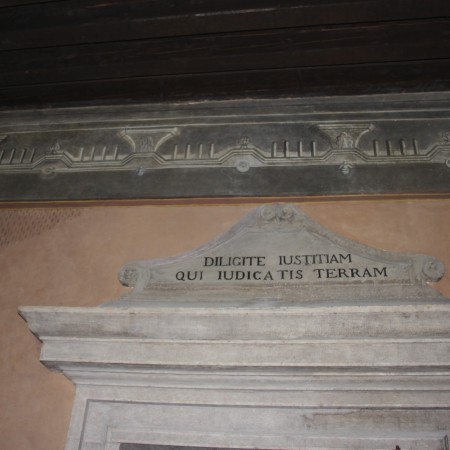 DILIGITE IUSTITIAM
QUI IUDICATIS TERRAM